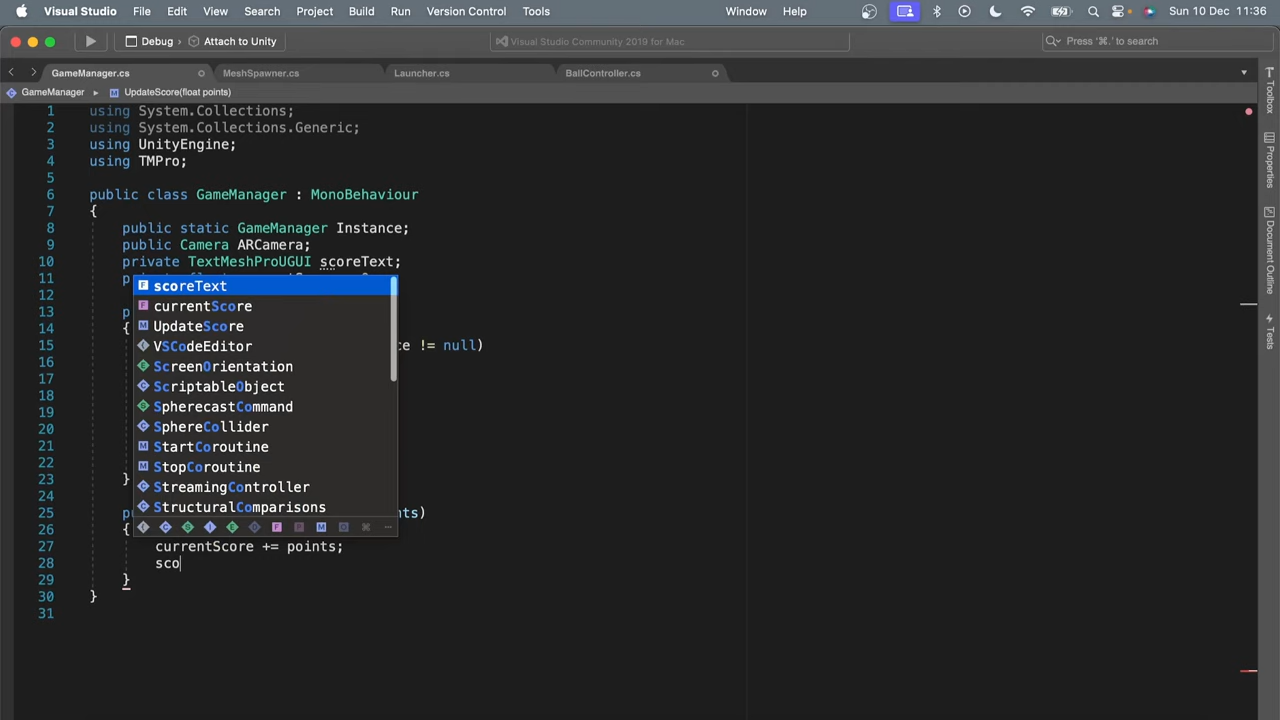 Visual Studio File Edit View Search Project Build Run Version Control Tools Window Help Sun 10 Dec 11:36
Debug Attach to Unity Visual Studio Community 2019 for Mac Press ‘⌘.’ to search
GameManager.cs MeshSpawner.cs Launcher.cs BallController.cs
GameManager UpdateScore(float points)
1 using System.Collections;
2 using System.Collections.Generic;
3 using UnityEngine;
4 using TMPro;
5
6 public class GameManager : MonoBehaviour
7 {
8 public static GameManager Instance;
9 public Camera ARCamera;
10 private TextMeshProUGUI scoreText;
11 p
12
13 p
14 {
15 ce != null)
16
17
18
19
20
21
22
23 }
24
25 pu nts)
26 {
27 currentScore += points;
28 sco
29 }
30 }
31
scoreText
currentScore
UpdateScore
VSCodeEditor
ScreenOrientation
ScriptableObject
SpherecastCommand
SphereCollider
StartCoroutine
StopCoroutine
StreamingController
StructuralComparisons
Toolbox
Properties
Document Outline
Tests